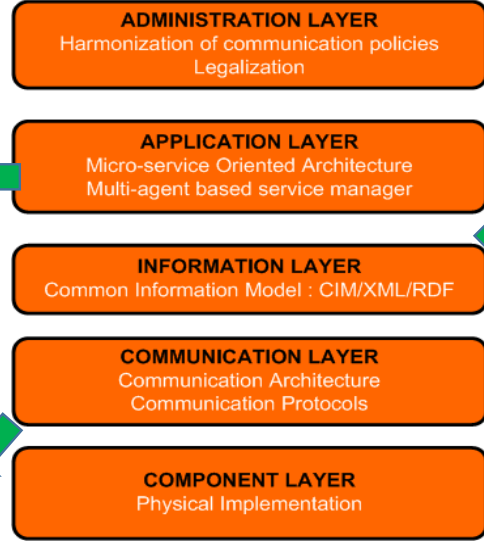 ADMINISTRATION LAYER
Harmonization of communication policies
Legalization
APPLICATION LAYER
Micro-service Oriented Architecture
Multi-agent based service manager
INFORMATION LAYER
Common Information Model : CIM/XML/RDF
COMMUNICATION LAYER
Communication Architecture
Communication Protocols
COMPONENT LAYER
Physical Implementation